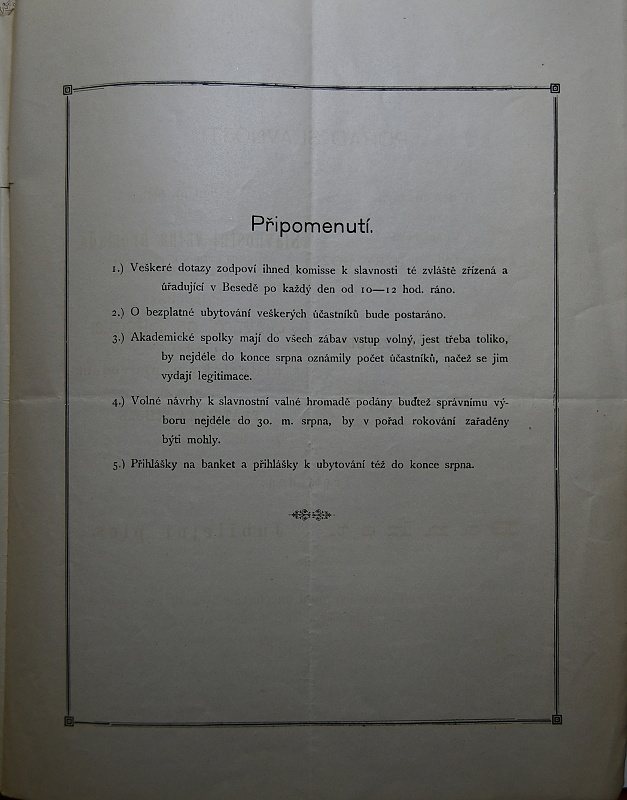 Připomenutí.
1.) Veškeré dotazy zodpoví ihned komisse k slavnosti té zvláště zřízená a
úřadující v Besedě po každý den od 10—12 hod. ráno.
2.) O bezplatné ubytování veškerých účastníků bude postaráno.
3.) Akademické spolky mají do všech zábav vstup volný, jest třeba toliko,
by nejdéle do konce srpna oznámily počet účastníků, načež se jim
vydají legitimace.
4.) Volné návrhy k slavnostní valné hromadě podány buďtež správnímu vý-
boru nejdéle do 30. m. srpna, by v pořad rokování zařaděny
býti mohly.
5.) Přihlášky na banket a přihlášky k ubytování též do konce srpna.